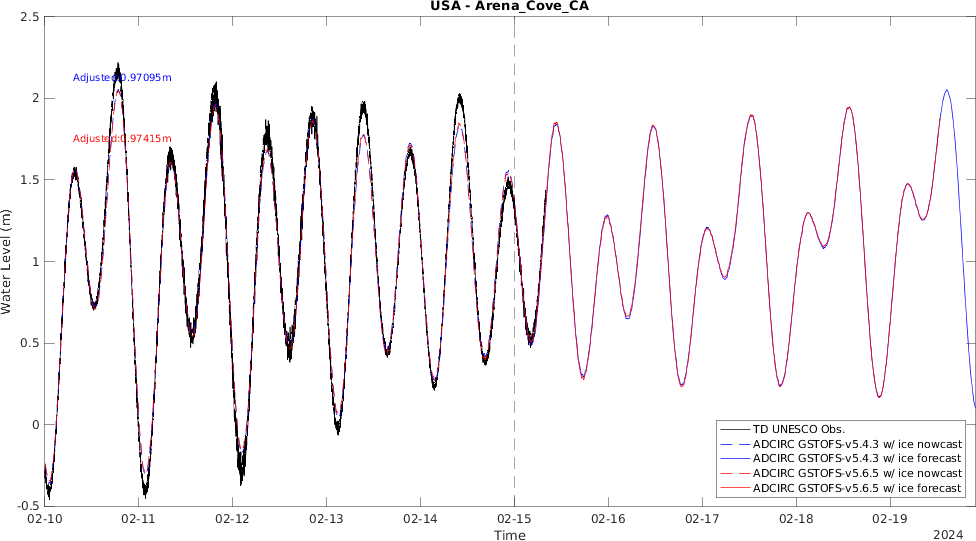 USA - Arena_Cove_CA
2.5
2
1.5
1
0.5
0
-0.5
Water Level (m)
Adjusted:0.97095m
Adjusted:0.97415m
TD UNESCO Obs.
ADCIRC GSTOFS-v5.4.3 w/ ice nowcast
ADCIRC GSTOFS-v5.4.3 w/ ice forecast
ADCIRC GSTOFS-v5.6.5 w/ ice nowcast
ADCIRC GSTOFS-v5.6.5 w/ ice forecast
02-10 02-11 02-12 02-13 02-14 02-15 02-16 02-17 02-18 02-19
Time
2024